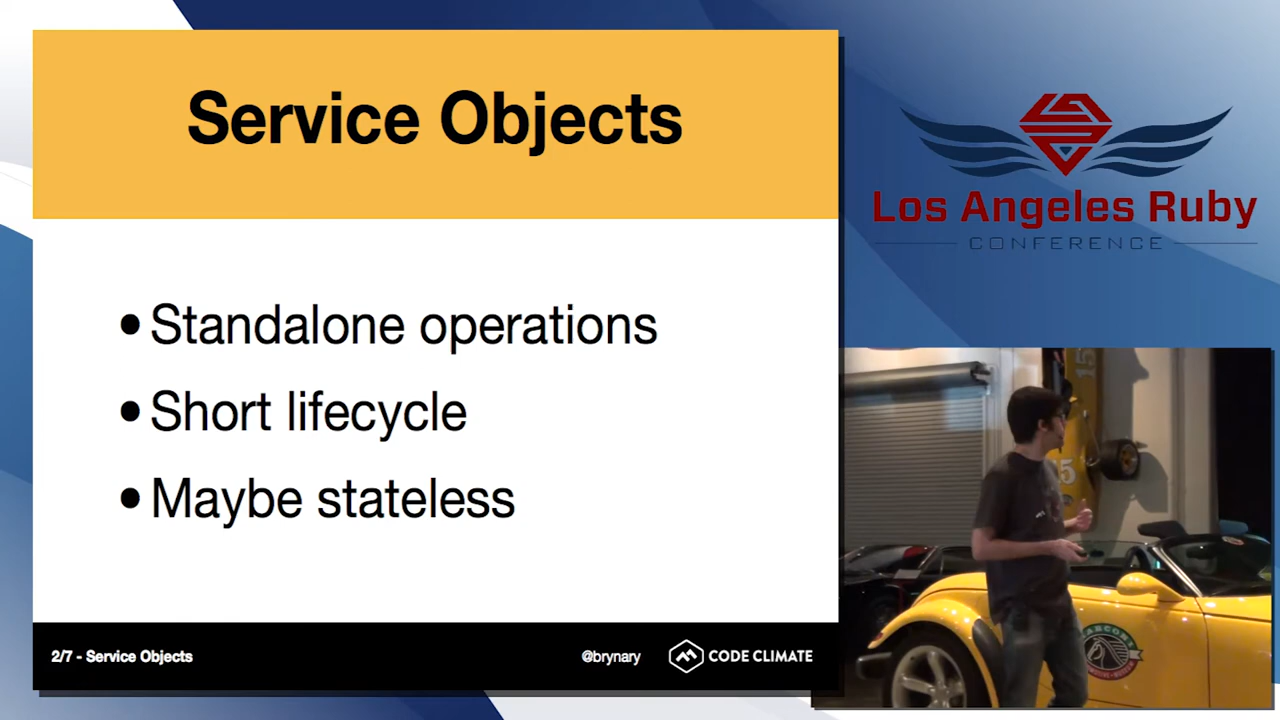 Service Objects
• Standalone operations
• Short lifecycle
• Maybe stateless
2/7 - Service Objects
@brynary
CODE CLIMATE
Los Angeles Ruby
CONFERENCE
15